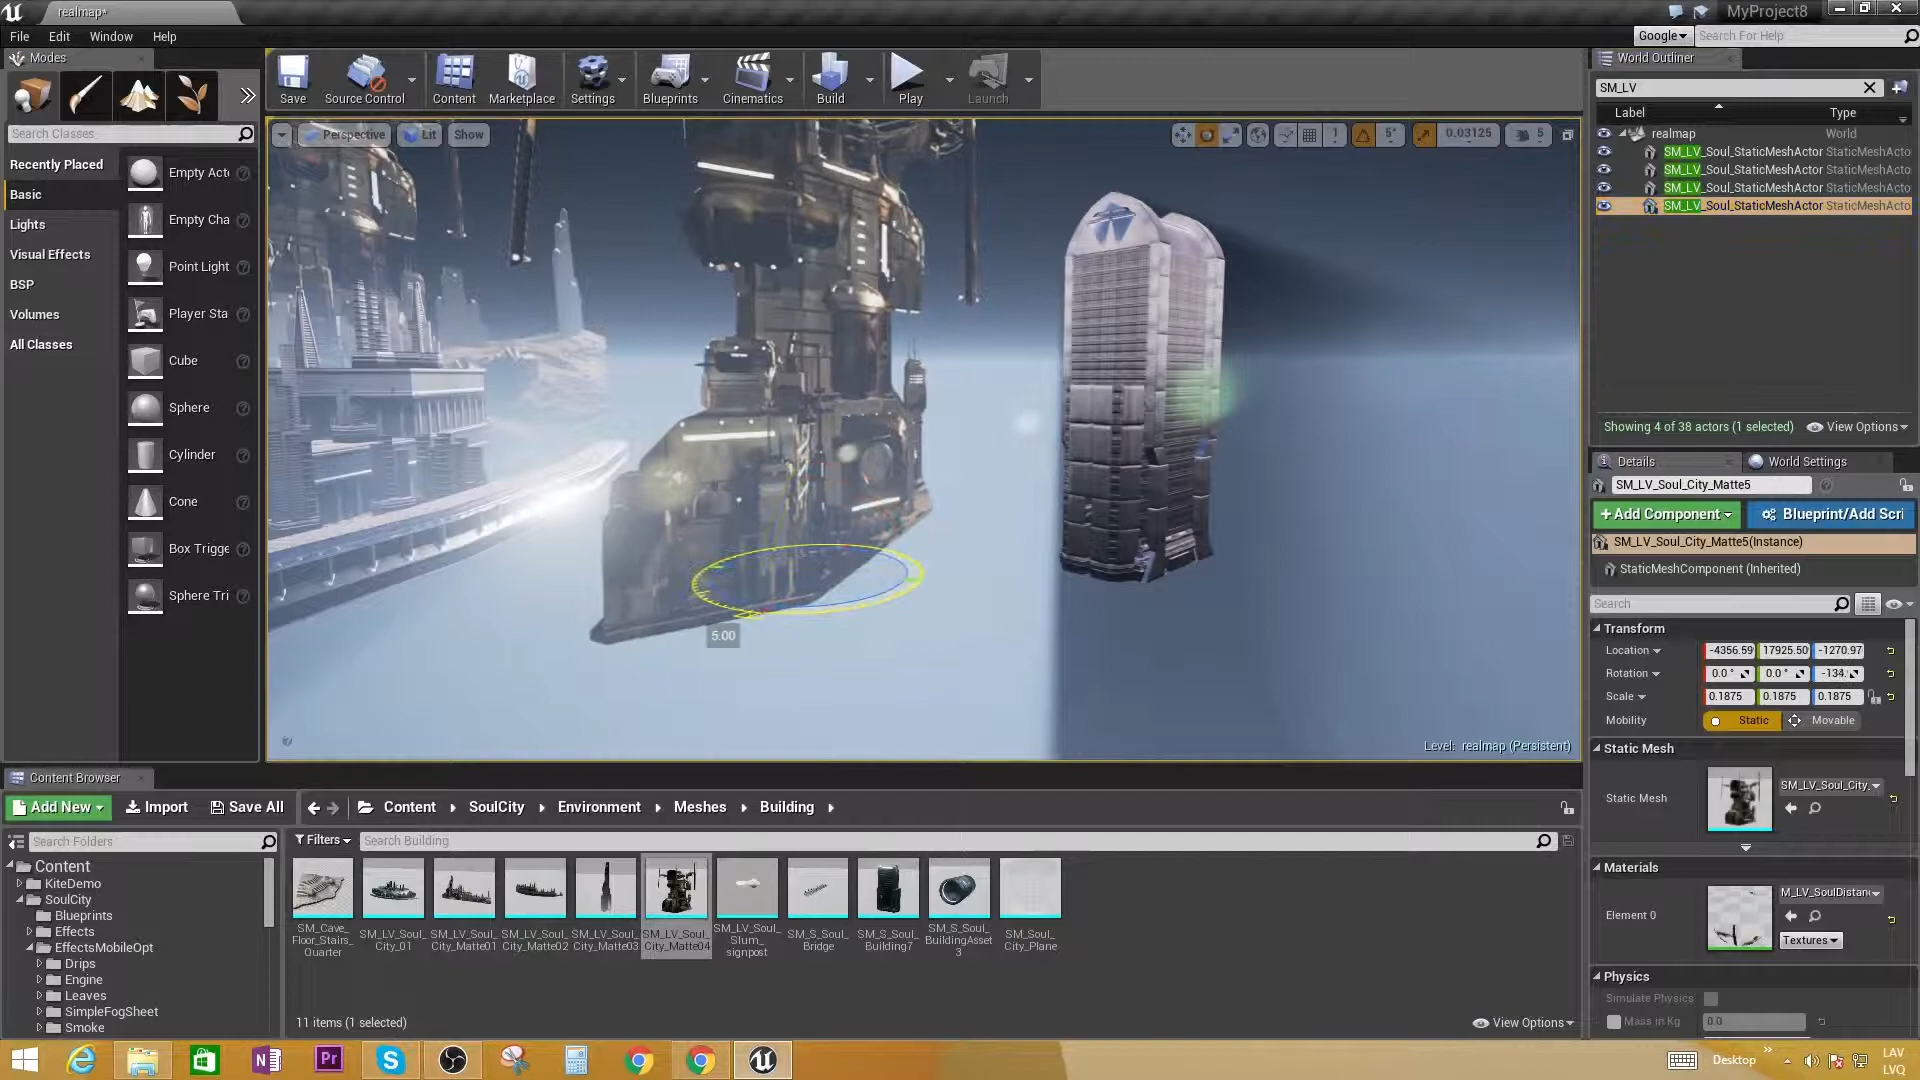 realmap*
MyProject8
File Edit Window Help
Google
Search For Help
Modes
Save
Source Control
Content
Marketplace
Settings
Blueprints
Cinematics
Build
Play
Launch
World Outliner
SM_LV
Label
Type
Search Classes
Perspective
Lit
Show
1
5°
0.03125
5
realmap World
SM_LV_Soul_StaticMeshActor StaticMeshActo
SM_LV_Soul_StaticMeshActor StaticMeshActo
SM_LV_Soul_StaticMeshActor StaticMeshActo
SM_LV_Soul_StaticMeshActor StaticMeshActo
Recently Placed
Basic
Lights
Visual Effects
BSP
Volumes
All Classes
Empty Act
Empty Cha
Point Light
Player Sta
Cube
Sphere
Cylinder
Cone
Box Trigge
Sphere Tri
Showing 4 of 38 actors (1 selected)
View Options
Details
World Settings
SM_LV_Soul_City_Matte5
+Add Component
Blueprint/Add Scri
SM_LV_Soul_City_Matte5(Instance)
StaticMeshComponent (Inherited)
Search
5.00
Transform
Location -4356.59 17925.50 -1270.97
Rotation 0.0° 0.0° -134.
Scale 0.1875 0.1875 0.1875
Mobility Static Movable
Level: realmap (Persistent)
Static Mesh
Static Mesh
SM_LV_Soul_City_
Materials
Element 0
M_LV_SoulDistan
Textures
Physics
Simulate Physics
Mass in Kg 0.0
Content Browser
Add New
Import
Save All
Content SoulCity Environment Meshes Building
Search Folders
Filters
Search Building
Content
KiteDemo
SoulCity
Blueprints
Effects
EffectsMobileOpt
Drips
Engine
Leaves
SimpleFogSheet
Smoke
SM_Cave_
Floor_Stairs_
Quarter
SM_LV_Soul_
City_01
SM_LV_Soul_
City_Matte01
SM_LV_Soul_
City_Matte02
SM_LV_Soul_
City_Matte03
SM_LV_Soul_
City_Matte04
SM_LV_Soul_
Slum_
signpost
SM_S_Soul_
Bridge
SM_S_Soul_
Building7
SM_S_Soul_
BuildingAsset
3
SM_Soul_
City_Plane
11 items (1 selected)
View Options
Desktop
LAV
LVQ